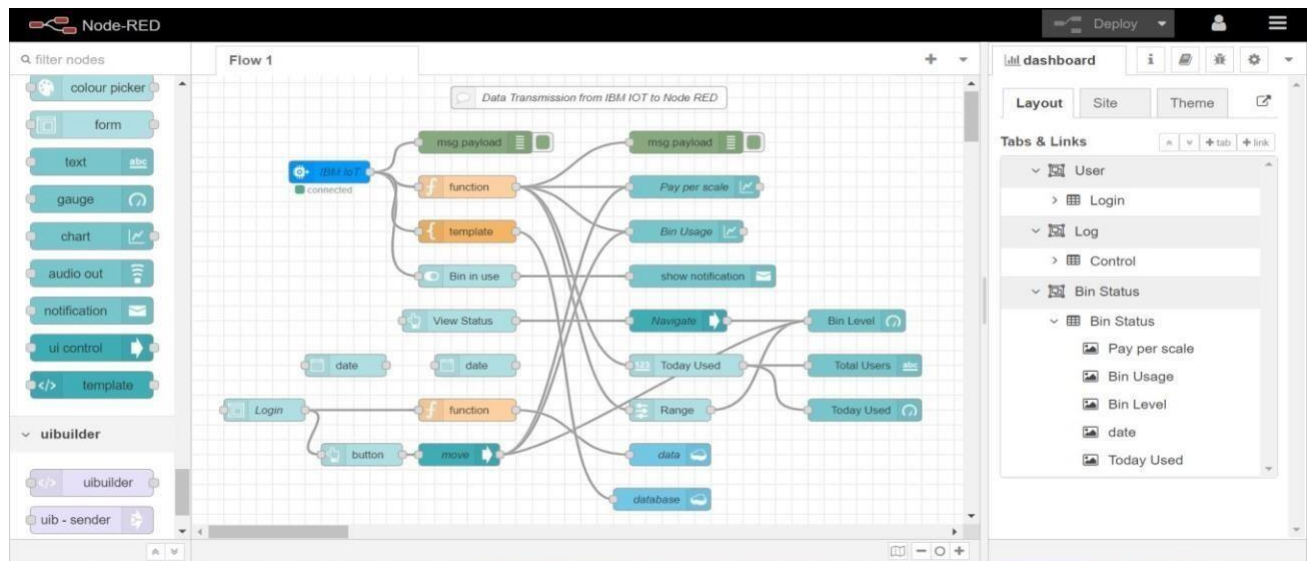 Node-RED
Deploy
filter nodes
Flow 1
dashboard
i
colour picker
form
text
abc
gauge
chart
audio out
notification
ui control
</> template
uibuilder
</> uibuilder
uib - sender
Data Transmission from IBM IOT to Node RED
msg.payload
msg.payload
IBM IoT
connected
f function
Pay per scale
{ template
Bin Usage
Bin in use
show notification
View Status
Navigate
Bin Level
date
date
123 Today Used
Total Users abc
Login
f function
Range
Today Used
button
move
data
database
Layout
Site
Theme
Tabs & Links
+ tab
+ link
User
Login
Log
Control
Bin Status
Bin Status
Pay per scale
Bin Usage
Bin Level
date
Today Used